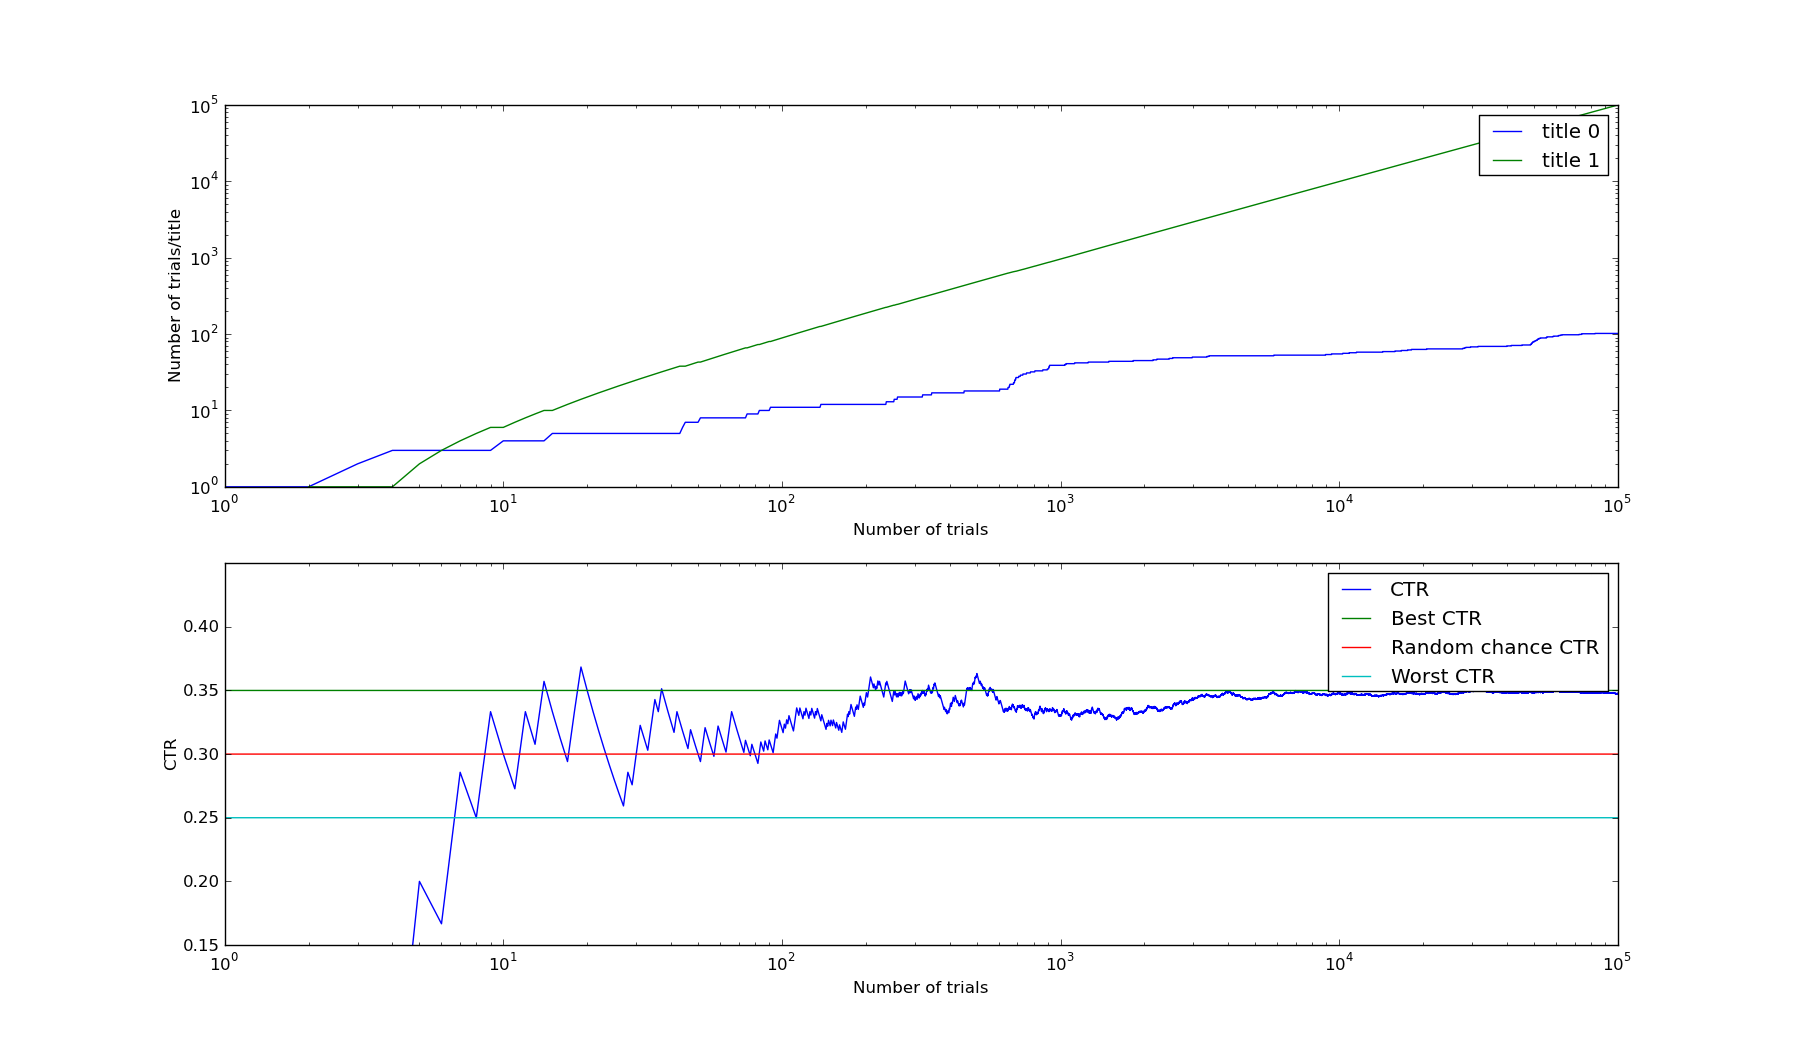 10^5
10^4
10^3
10^2
10^1
10^0
Number of trials/title
title 0
title 1
10^0 10^1 10^2 10^3 10^4 10^5
Number of trials
0.40
0.35
0.30
0.25
0.20
0.15
CTR
CTR
Best CTR
Random chance CTR
Worst CTR
10^0 10^1 10^2 10^3 10^4 10^5
Number of trials